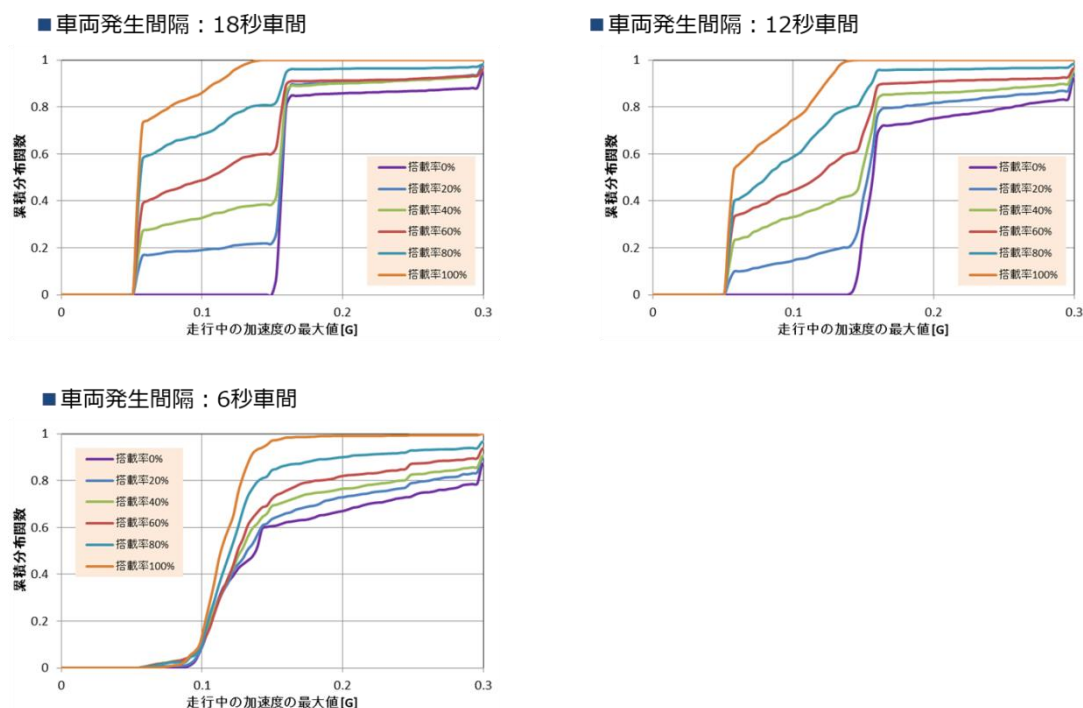 ■車両発生間隔：18秒車間
1
0.8
0.6
0.4
0.2
0
累積分布関数
搭載率0%
搭載率20%
搭載率40%
搭載率60%
搭載率80%
搭載率100%
0 0.1 0.2 0.3
走行中の加速度の最大値[G]
■車両発生間隔：12秒車間
1
0.8
0.6
0.4
0.2
0
累積分布関数
搭載率0%
搭載率20%
搭載率40%
搭載率60%
搭載率80%
搭載率100%
0 0.1 0.2 0.3
走行中の加速度の最大値[G]
■車両発生間隔：6秒車間
1
0.8
0.6
0.4
0.2
0
累積分布関数
搭載率0%
搭載率20%
搭載率40%
搭載率60%
搭載率80%
搭載率100%
0 0.1 0.2 0.3
走行中の加速度の最大値[G]